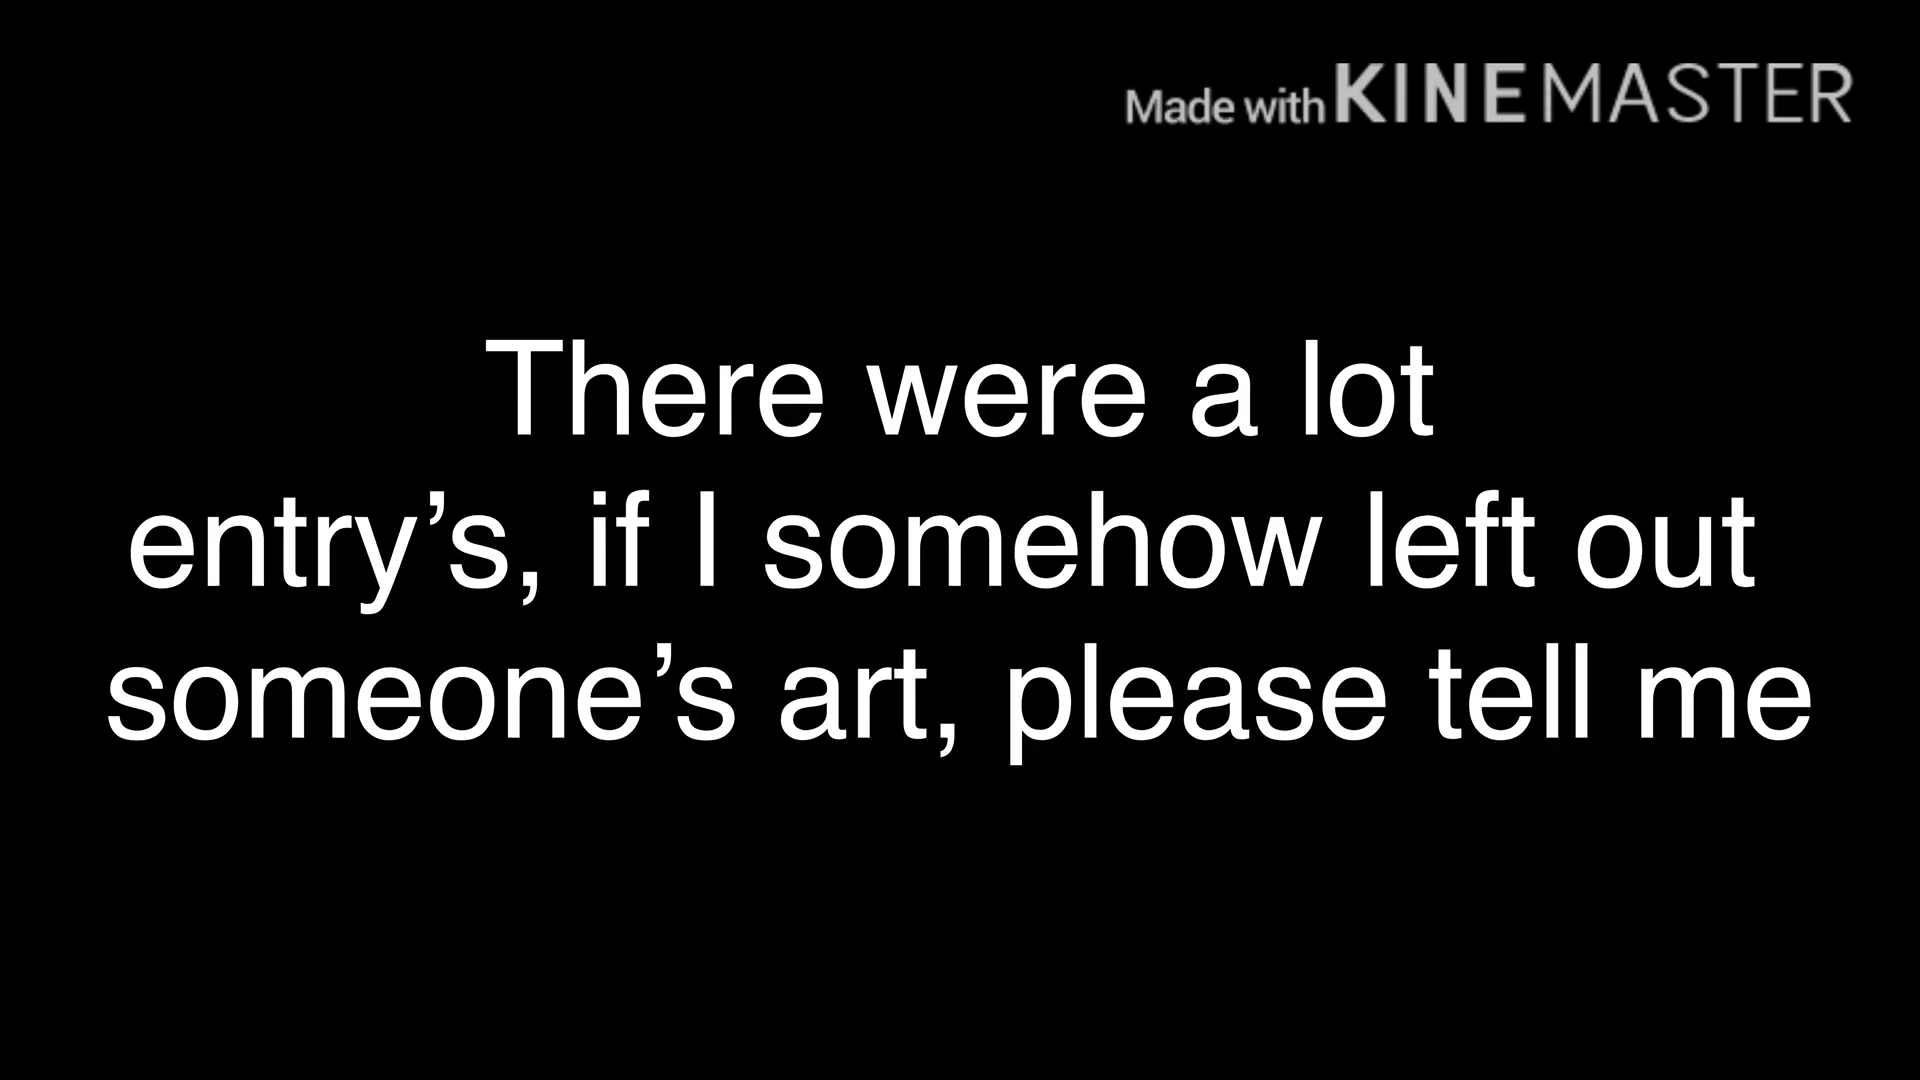 Made with KINEMASTER
There were a lot
entry’s, if I somehow left out
someone’s art, please tell me